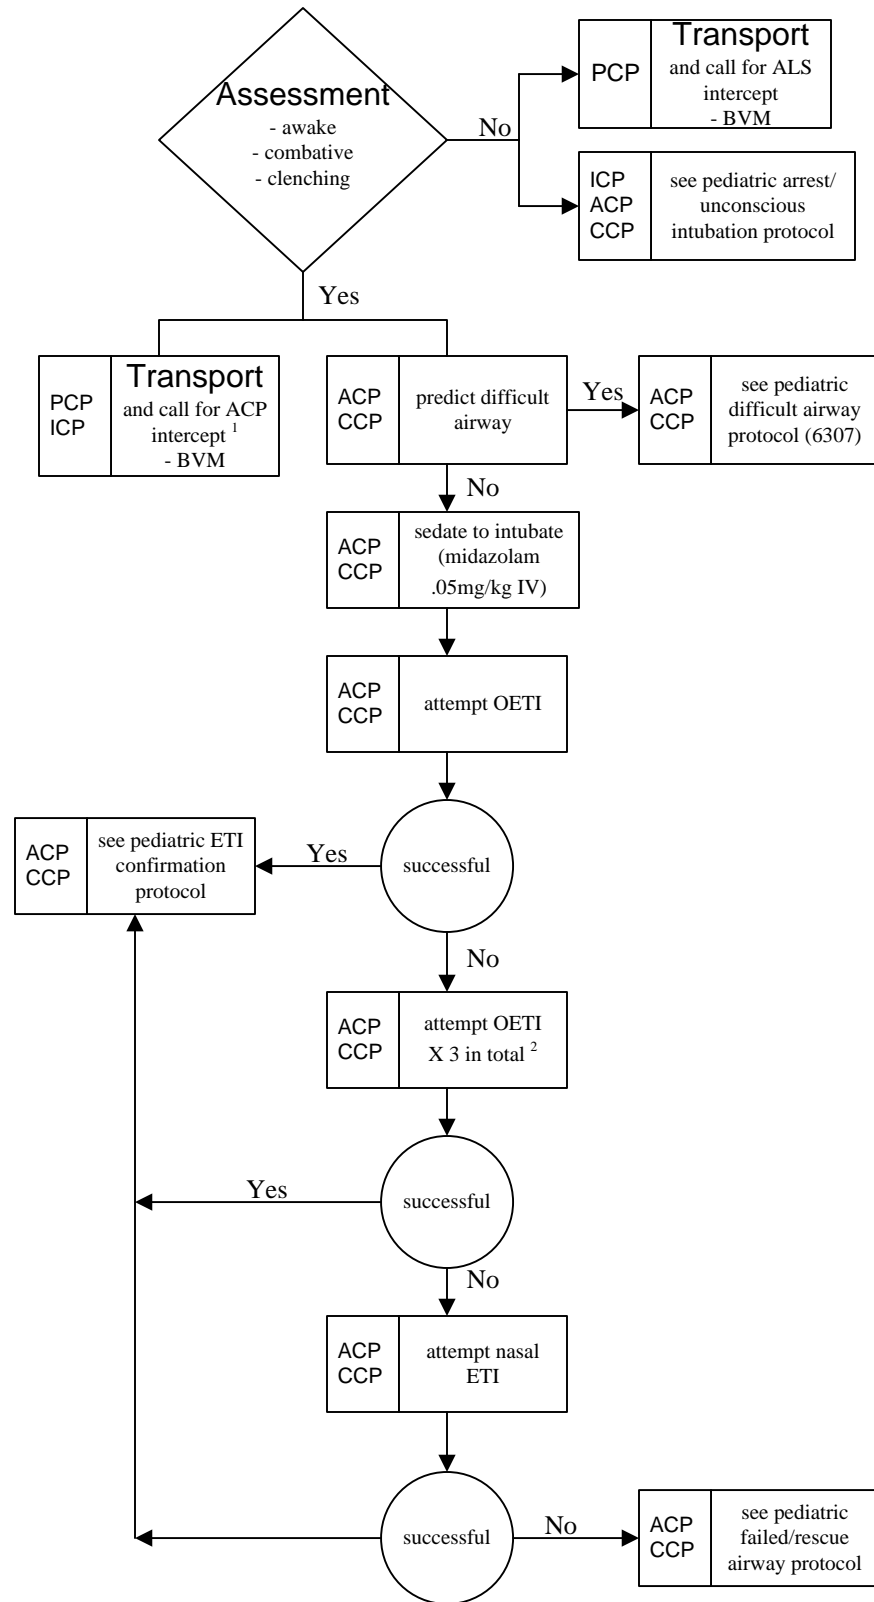 Assessment
- awake
- combative
- clenching
No
PCP
Transport
and call for ALS
intercept
- BVM
ICP
ACP
CCP
see pediatric arrest/
unconscious
intubation protocol
Yes
PCP
ICP
Transport
and call for ACP
intercept 1
- BVM
ACP
CCP
predict difficult
airway
Yes
ACP
CCP
see pediatric
difficult airway
protocol (6307)
No
ACP
CCP
sedate to intubate
(midazolam
.05mg/kg IV)
ACP
CCP
attempt OETI
successful
Yes
ACP
CCP
see pediatric ETI
confirmation
protocol
No
ACP
CCP
attempt OETI
X 3 in total 2
successful
Yes
No
ACP
CCP
attempt nasal
ETI
successful
No
ACP
CCP
see pediatric
failed/rescue
airway protocol